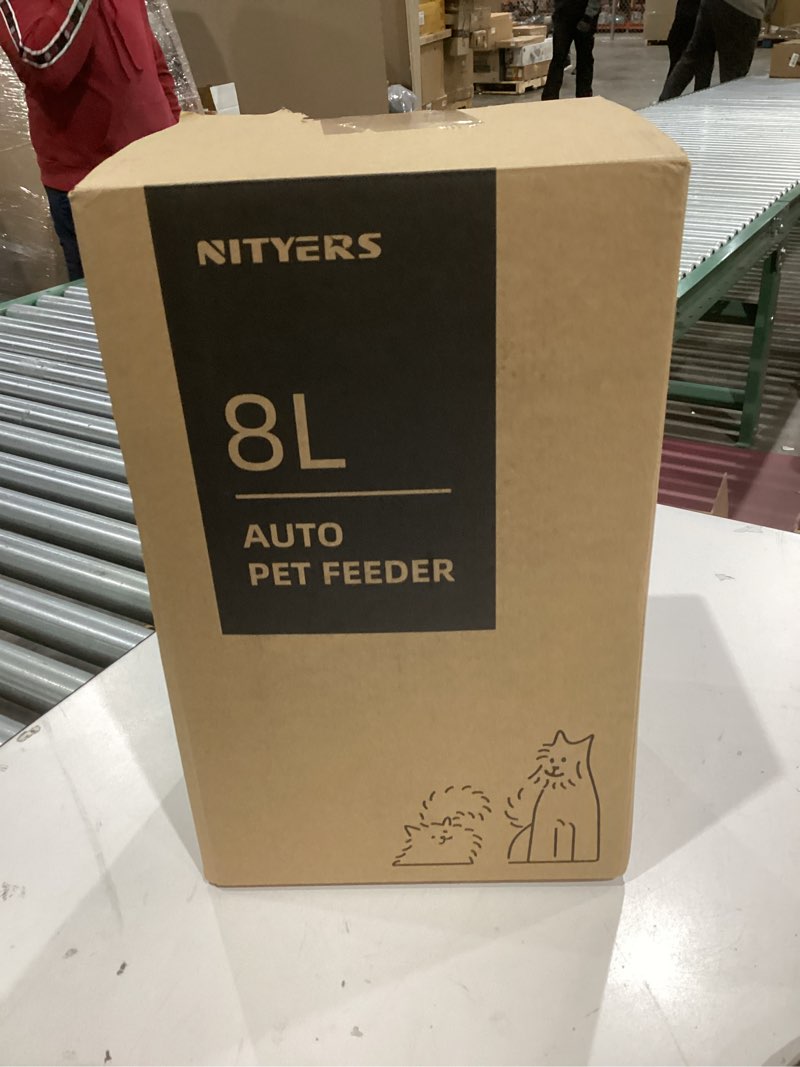 NITYERS
8L
AUTO
PET FEEDER